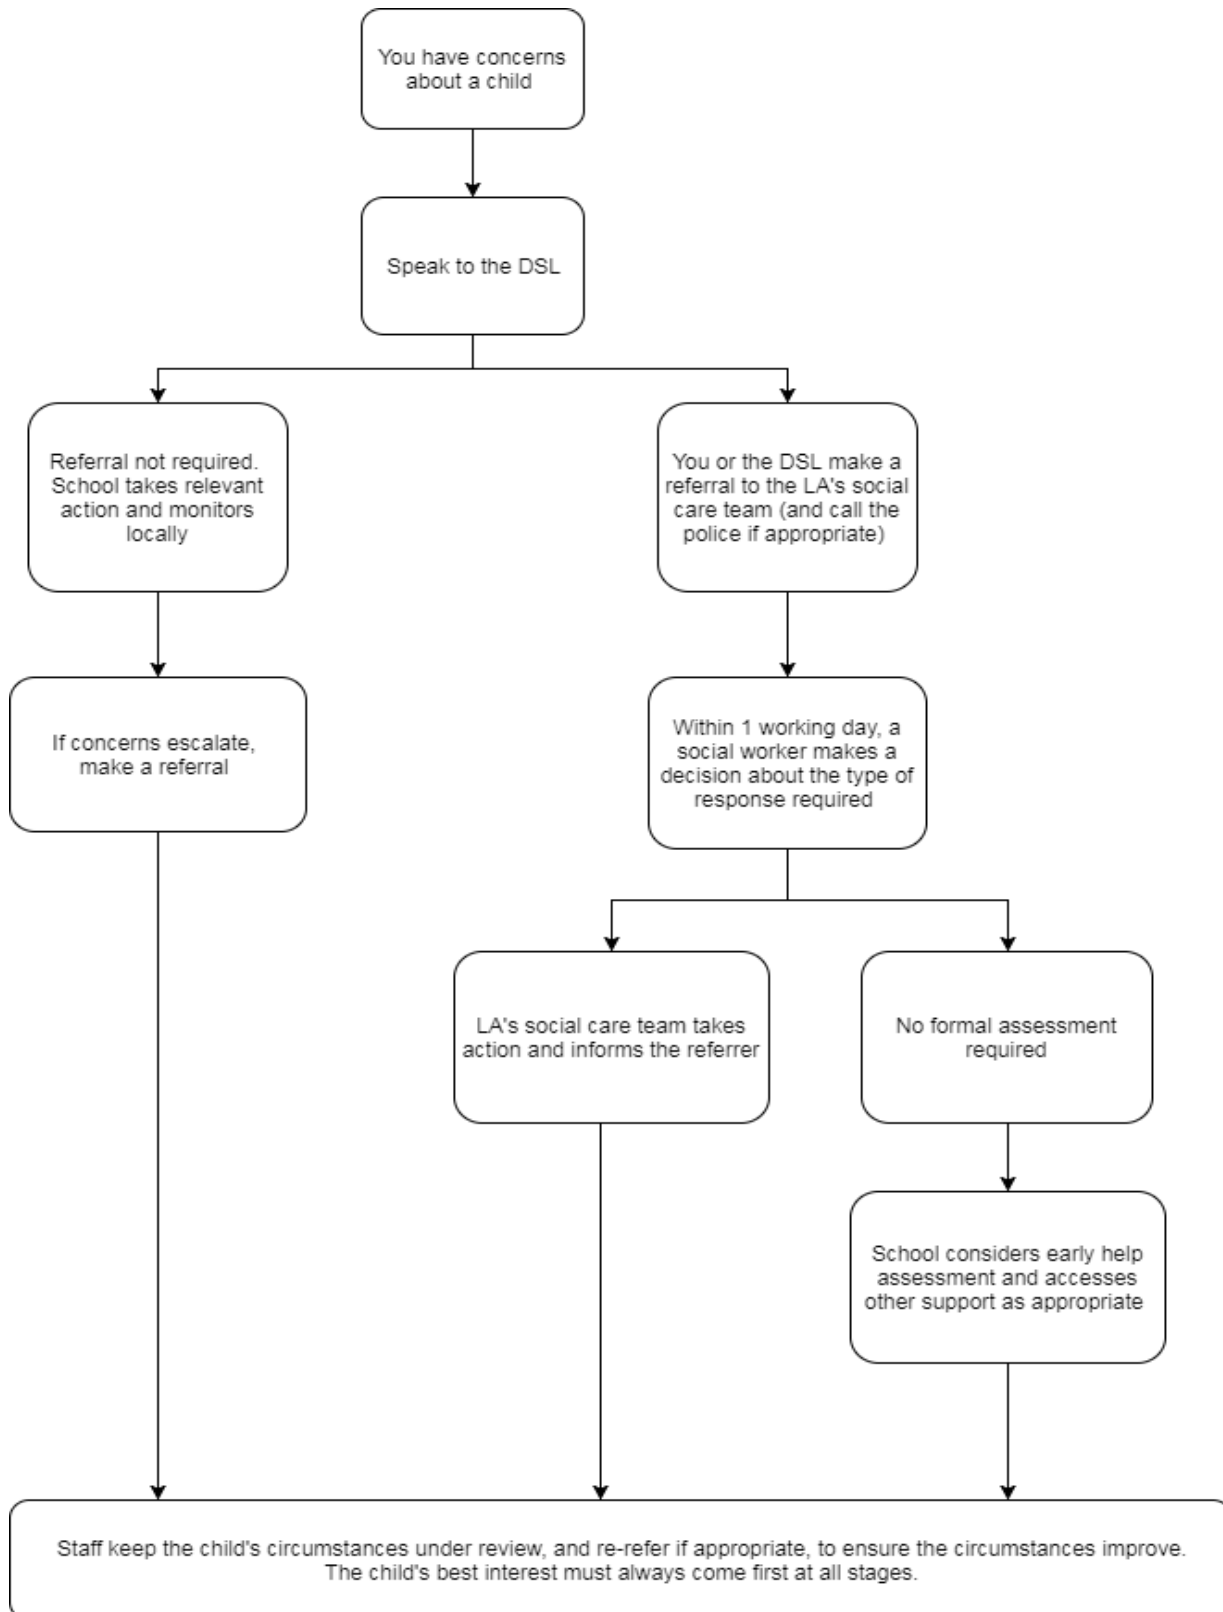 You have concerns
about a child
Speak to the DSL
Referral not required.
School takes relevant
action and monitors
locally
You or the DSL make a
referral to the LA's social
care team (and call the
police if appropriate)
If concerns escalate,
make a referral
Within 1 working day, a
social worker makes a
decision about the type of
response required
LA's social care team takes
action and informs the referrer
No formal assessment
required
School considers early help
assessment and accesses
other support as appropriate
Staff keep the child's circumstances under review, and re-refer if appropriate, to ensure the circumstances improve.
The child's best interest must always come first at all stages.